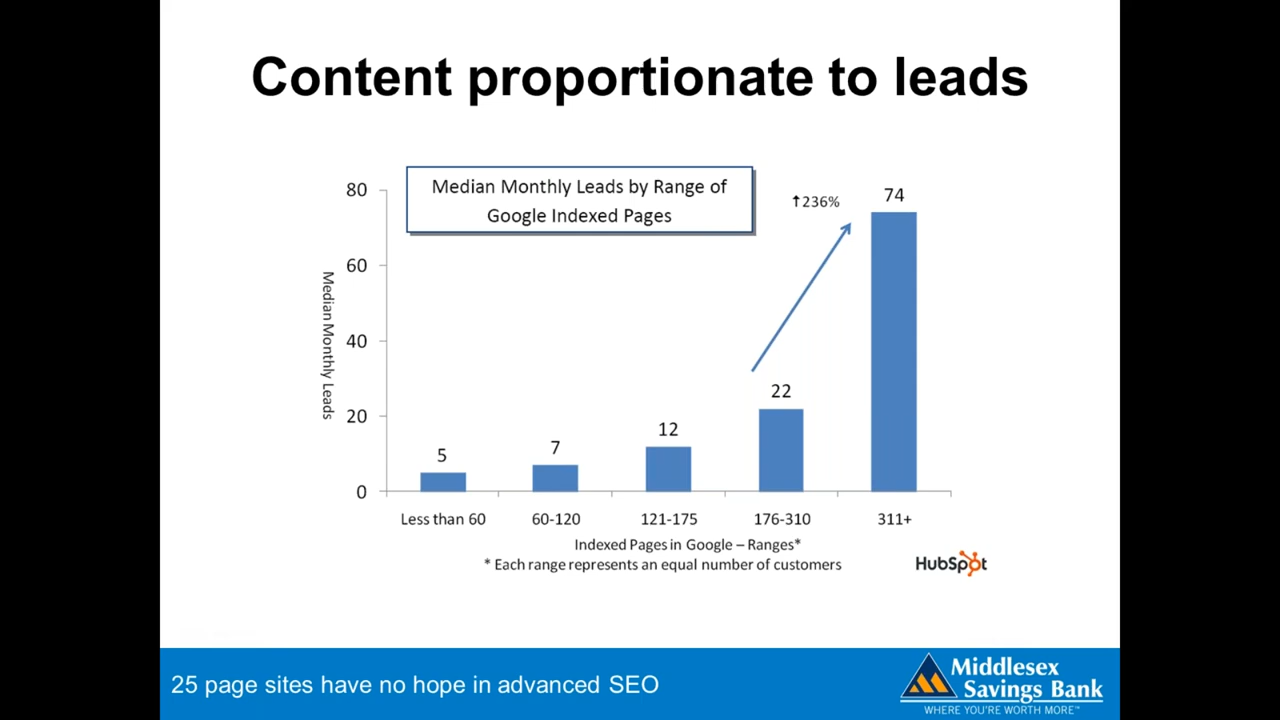 Content proportionate to leads
Median Monthly Leads by Range of
Google Indexed Pages
↑236%
74
80
60
40
20
0
Median Monthly Leads
5
7
12
22
Less than 60
60-120
121-175
176-310
311+
Indexed Pages in Google – Ranges*
* Each range represents an equal number of customers
HubSpot
25 page sites have no hope in advanced SEO
Middlesex
Savings Bank
WHERE YOU'RE WORTH MORE™